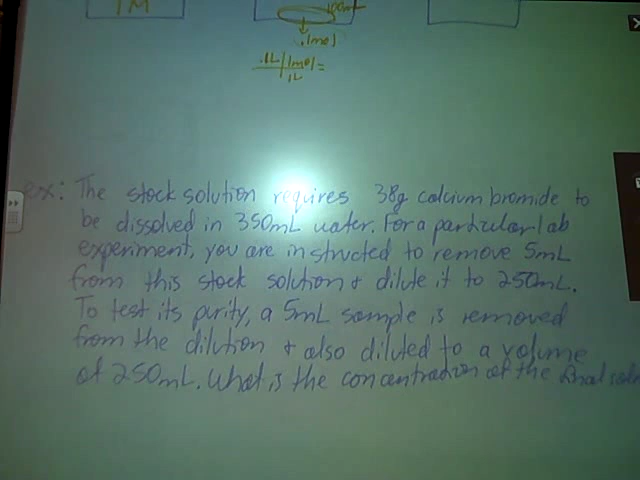 1M
100mL
.1mol
.1L | 1mol =
1L
ex: The stock solution requires 38g calcium bromide to
be dissolved in 350mL water. For a particular lab
experiment, you are instructed to remove 5mL
from this stock solution & dilute it to 250mL.
To test its purity, a 5mL sample is removed
from the dilution & also diluted to a volume
of 250mL. What is the concentration of the final